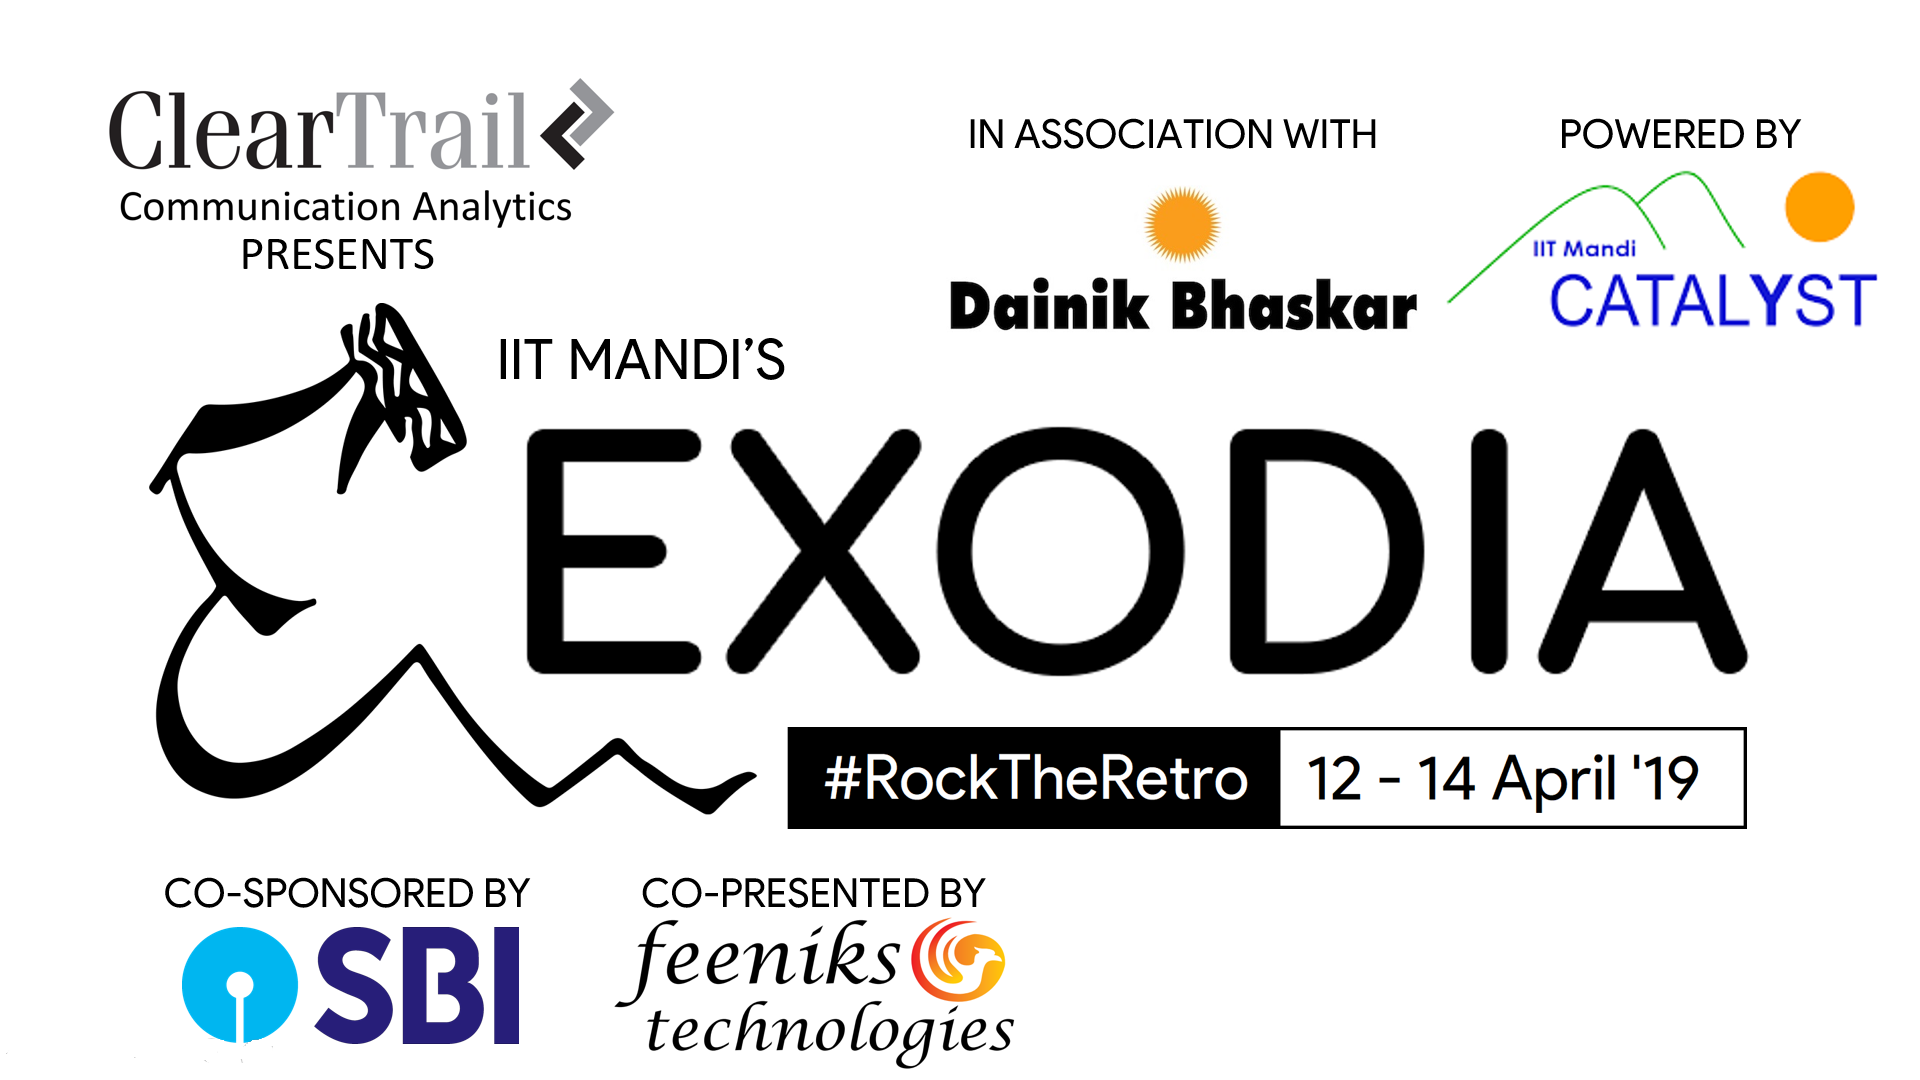 ClearTrail
Communication Analytics
PRESENTS
IN ASSOCIATION WITH
Dainik Bhaskar
POWERED BY
IIT Mandi
CATALYST
IIT MANDI’S
EXODIA
#RockTheRetro
12 - 14 April '19
CO-SPONSORED BY
SBI
CO-PRESENTED BY
feeniks
technologies